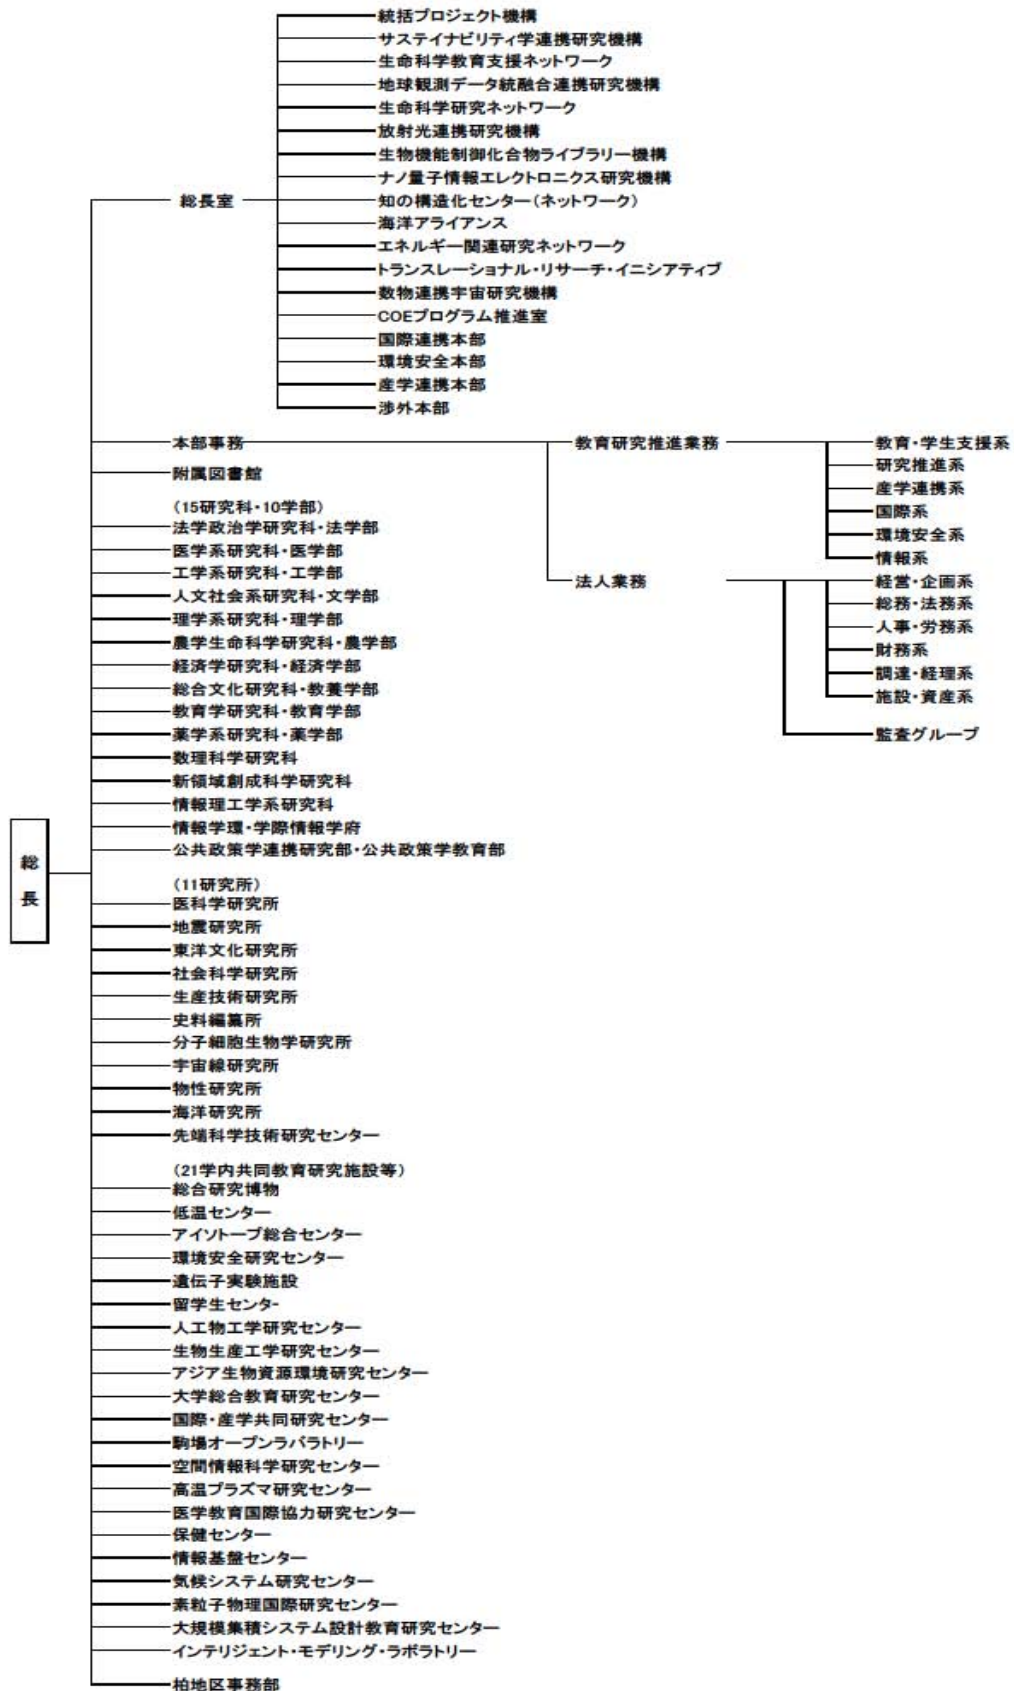 統括プロジェクト機構
サステイナビリティ学連携研究機構
生命科学教育支援ネットワーク
地球観測データ統融合連携研究機構
生命科学研究ネットワーク
放射光連携研究機構
生物機能制御化合物ライブラリー機構
ナノ量子情報エレクトロニクス研究機構
総長室
知の構造化センター(ネットワーク)
海洋アライアンス
エネルギー関連研究ネットワーク
トランスレーショナル・リサーチ・イニシアティブ
数物連携宇宙研究機構
COEプログラム推進室
国際連携本部
環境安全本部
産学連携本部
渉外本部
本部事務
教育研究推進業務
教育・学生支援系
研究推進系
産学連携系
国際系
環境安全系
情報系
法人業務
経営・企画系
総務・法務系
人事・労務系
財務系
調達・経理系
施設・資産系
監査グループ
附属図書館
(15研究科・10学部)
法学政治学研究科・法学部
医学系研究科・医学部
工学系研究科・工学部
人文社会系研究科・文学部
理学系研究科・理学部
農学生命科学研究科・農学部
経済学研究科・経済学部
総合文化研究科・教養学部
教育学研究科・教育学部
薬学系研究科・薬学部
数理科学研究科
新領域創成科学研究科
情報理工学系研究科
情報学環・学際情報学府
公共政策学連携研究部・公共政策学教育部
総長
(11研究所)
医科学研究所
地震研究所
東洋文化研究所
社会科学研究所
生産技術研究所
史料編纂所
分子細胞生物学研究所
宇宙線研究所
物性研究所
海洋研究所
先端科学技術研究センター
(21学内共同教育研究施設等)
総合研究博物
低温センター
アイソトープ総合センター
環境安全研究センター
遺伝子実験施設
留学生センター
人工物工学研究センター
生物生産工学研究センター
アジア生物資源環境研究センター
大学総合教育研究センター
国際・産学共同研究センター
駒場オープンラバラトリー
空間情報科学研究センター
高温プラズマ研究センター
医学教育国際協力研究センター
保健センター
情報基盤センター
気候システム研究センター
素粒子物理国際研究センター
大規模集積システム設計教育研究センター
インテリジェント・モデリング・ラボラトリー
柏地区事務部